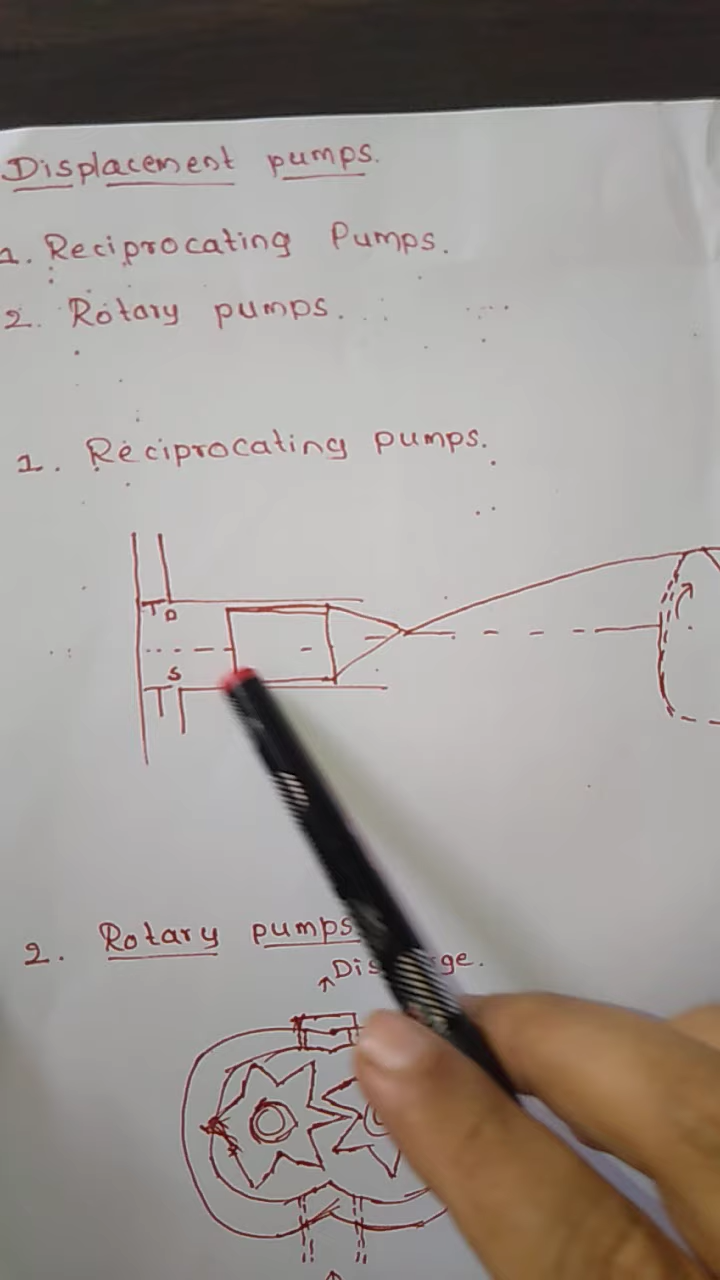 Displacement pumps.
1. Reciprocating Pumps.
2. Rotary pumps.
1. Reciprocating pumps.
D
S
2. Rotary pumps